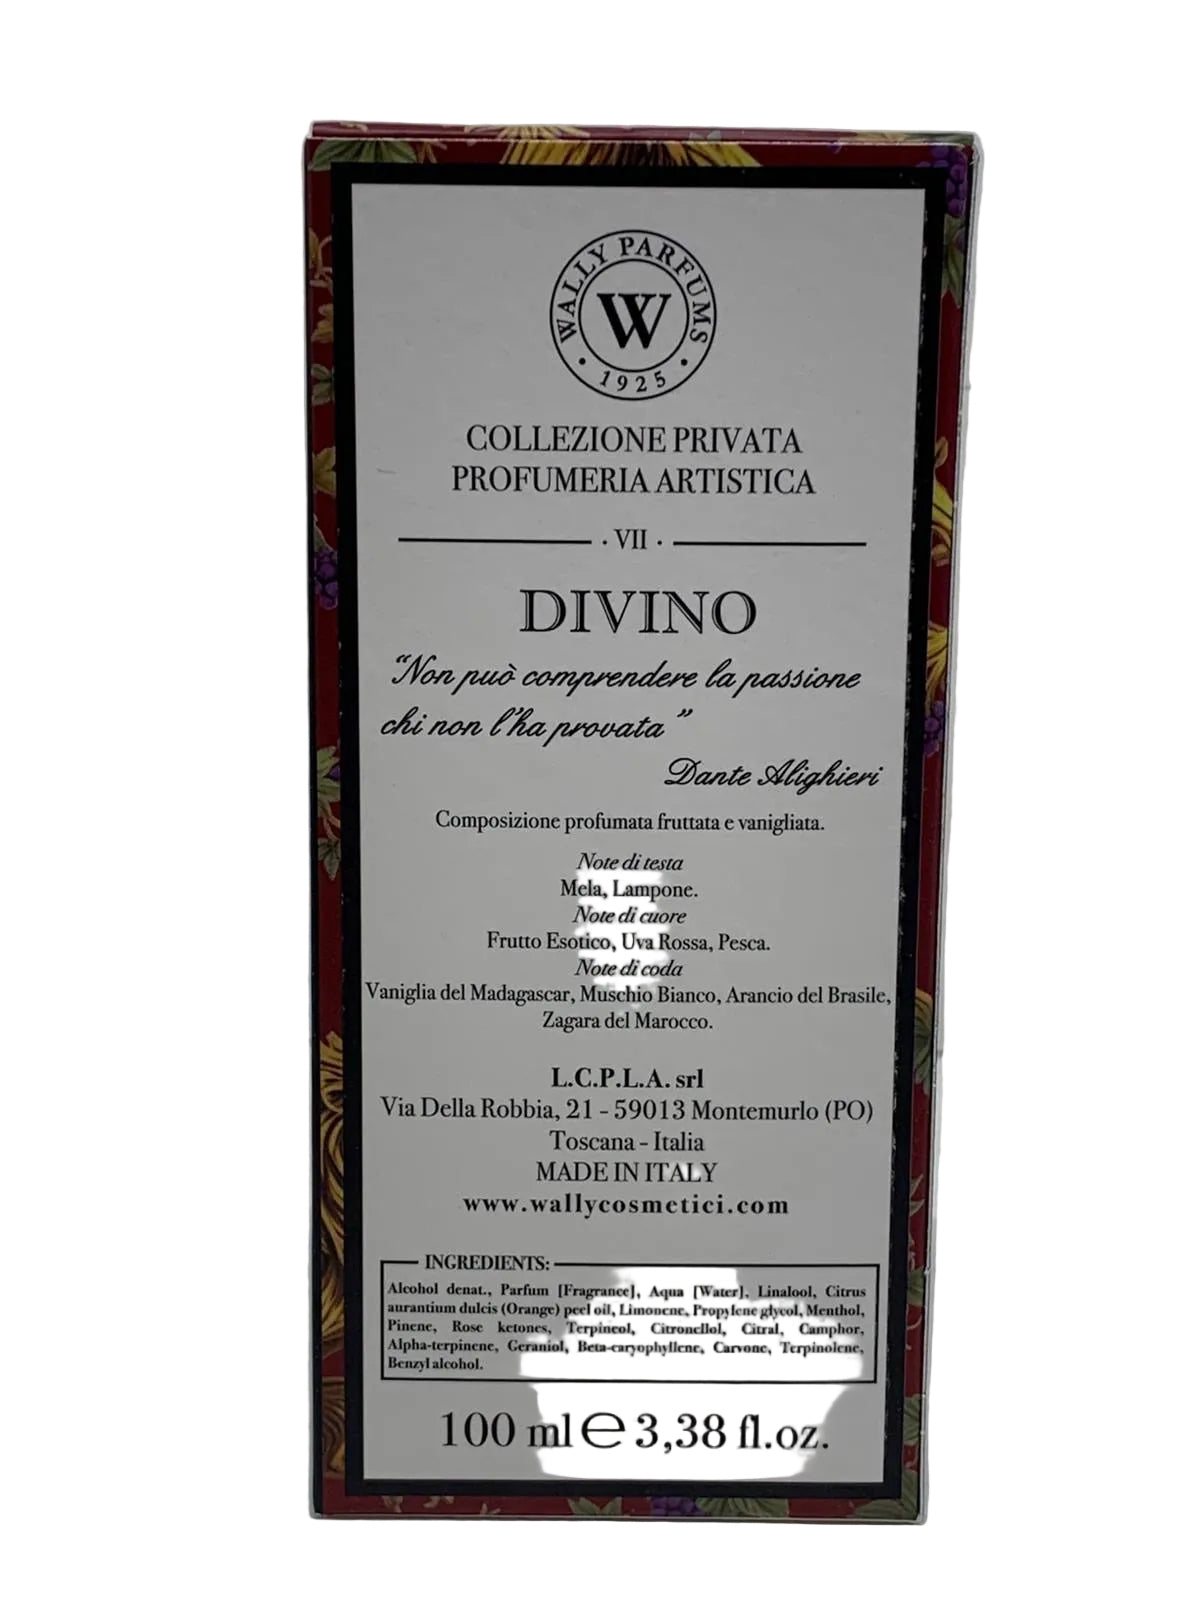 WALLY PARFUMS
W
· 1925 ·
COLLEZIONE PRIVATA
PROFUMERIA ARTISTICA
· VII ·
DIVINO
“Non può comprendere la passione
chi non l’ha provata”
Dante Alighieri
Composizione profumata fruttata e vanigliata.
Note di testa
Mela, Lampone.
Note di cuore
Frutto Esotico, Uva Rossa, Pesca.
Note di coda
Vaniglia del Madagascar, Muschio Bianco, Arancio del Brasile,
Zagara del Marocco.
L.C.P.L.A. srl
Via Della Robbia, 21 - 59013 Montemurlo (PO)
Toscana - Italia
MADE IN ITALY
www.wallycosmetici.com
INGREDIENTS:
Alcohol denat., Parfum [Fragrance], Aqua [Water], Linalool, Citrus
aurantium dulcis (Orange) peel oil, Limonene, Propylene glycol, Menthol,
Pinene, Rose ketones, Terpineol, Citronellol, Citral, Camphor,
Alpha-terpinene, Geraniol, Beta-caryophyllene, Carvone, Terpinolene,
Benzyl alcohol.
100 ml ℮ 3,38 fl.oz.